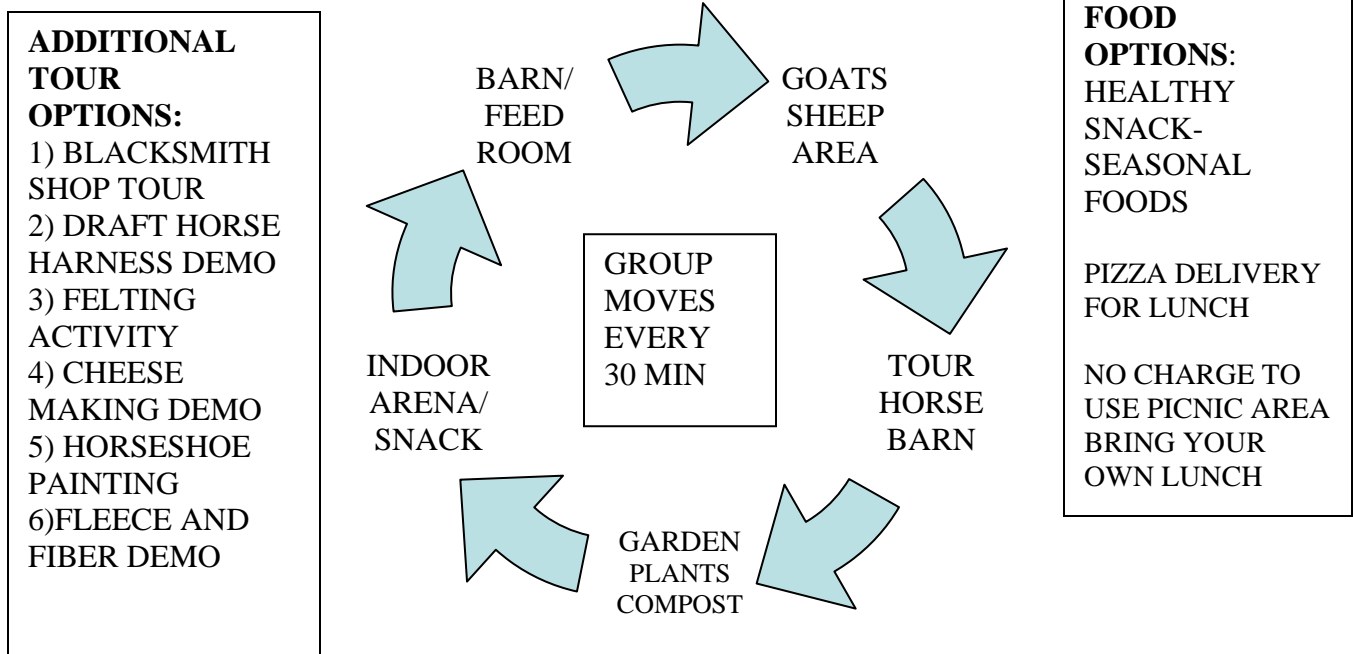 ADDITIONAL
TOUR
OPTIONS:
1) BLACKSMITH
SHOP TOUR
2) DRAFT HORSE
HARNESS DEMO
3) FELTING
ACTIVITY
4) CHEESE
MAKING DEMO
5) HORSESHOE
PAINTING
6)FLEECE AND
FIBER DEMO
BARN/
FEED
ROOM
GOATS
SHEEP
AREA
TOUR
HORSE
BARN
GARDEN
PLANTS
COMPOST
INDOOR
ARENA/
SNACK
GROUP
MOVES
EVERY
30 MIN
FOOD
OPTIONS:
HEALTHY
SNACK-
SEASONAL
FOODS
PIZZA DELIVERY
FOR LUNCH
NO CHARGE TO
USE PICNIC AREA
BRING YOUR
OWN LUNCH